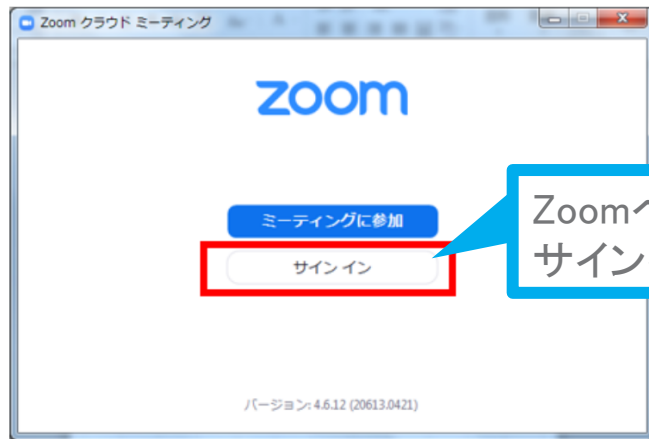 Zoom クラウド ミーティング
zoom
ミーティングに参加
Zoomへ
サイン
サイン イン
バージョン: 4.6.12 (20613.0421)